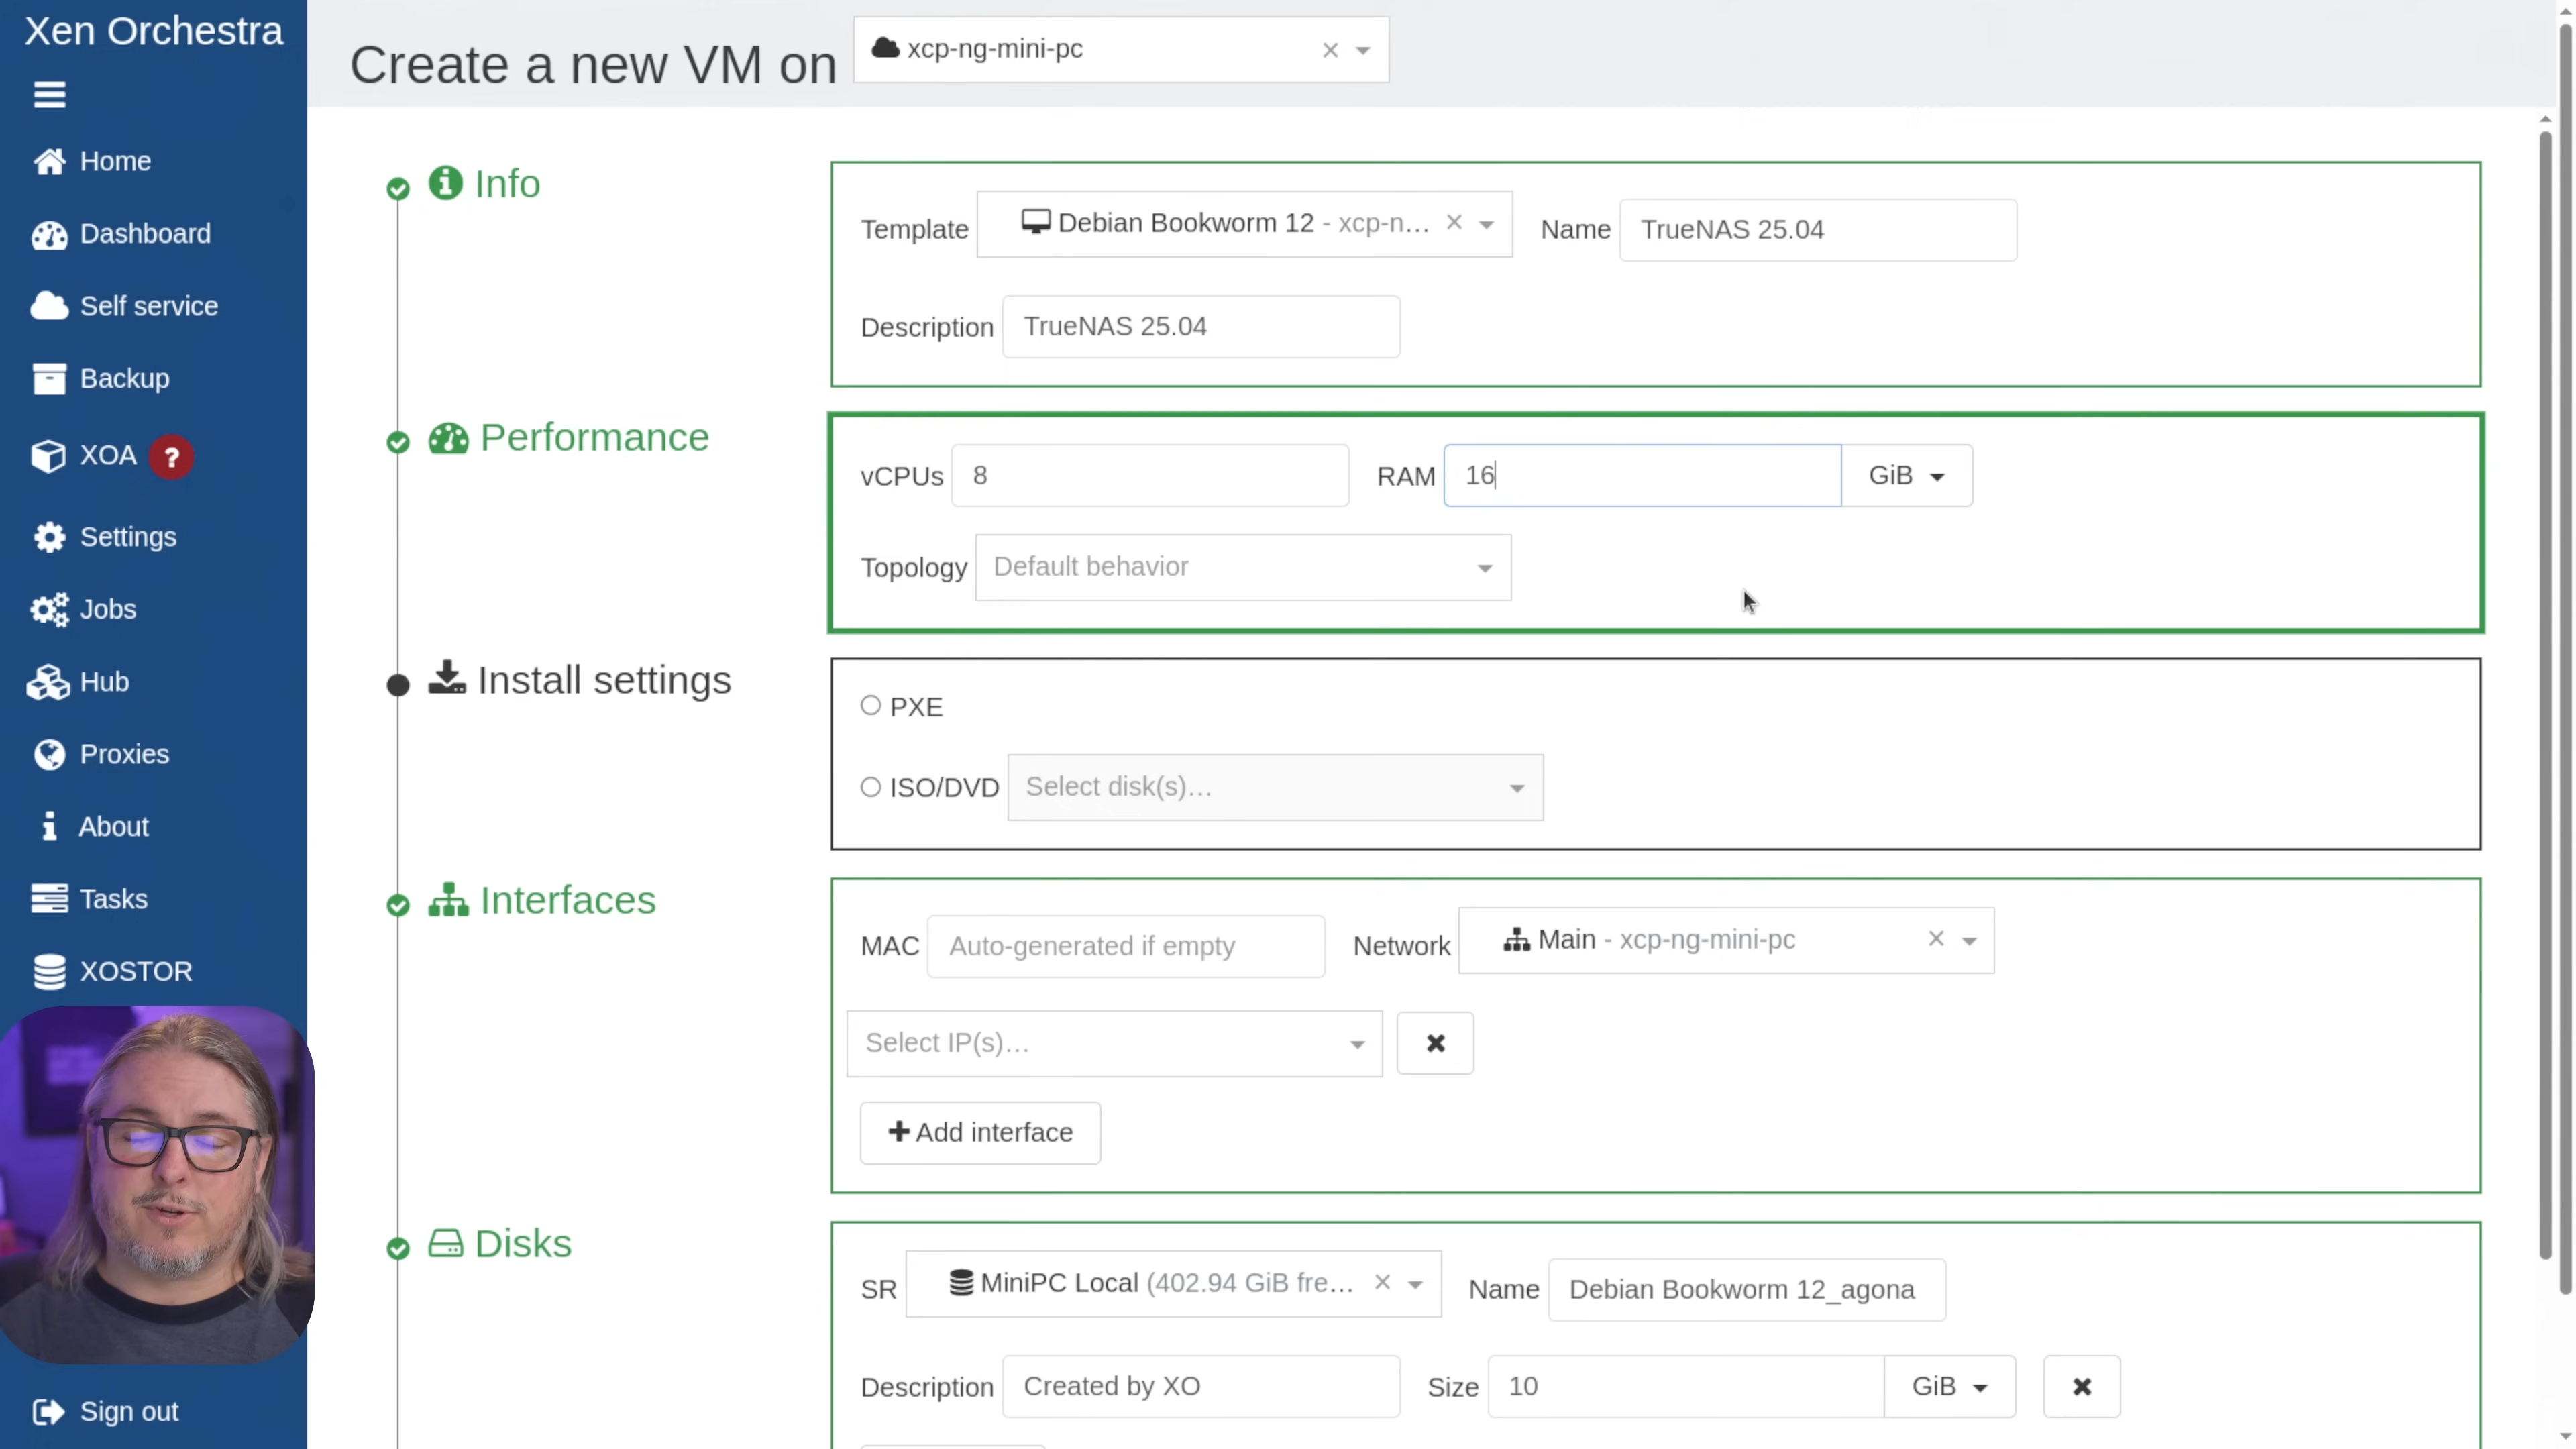 Xen Orchestra
Create a new VM on xcp-ng-mini-pc
Home
Dashboard
Self service
Backup
XOA ?
Settings
Jobs
Hub
Proxies
About
Tasks
XOSTOR
Sign out
Info
Template Debian Bookworm 12 - xcp-n... Name TrueNAS 25.04
Description TrueNAS 25.04
Performance
vCPUs 8 RAM 16 GiB
Topology Default behavior
Install settings
PXE
ISO/DVD Select disk(s)...
Interfaces
MAC Auto-generated if empty Network Main - xcp-ng-mini-pc
Select IP(s)...
Add interface
Disks
SR MiniPC Local (402.94 GiB fre... Name Debian Bookworm 12_agona
Description Created by XO Size 10 GiB